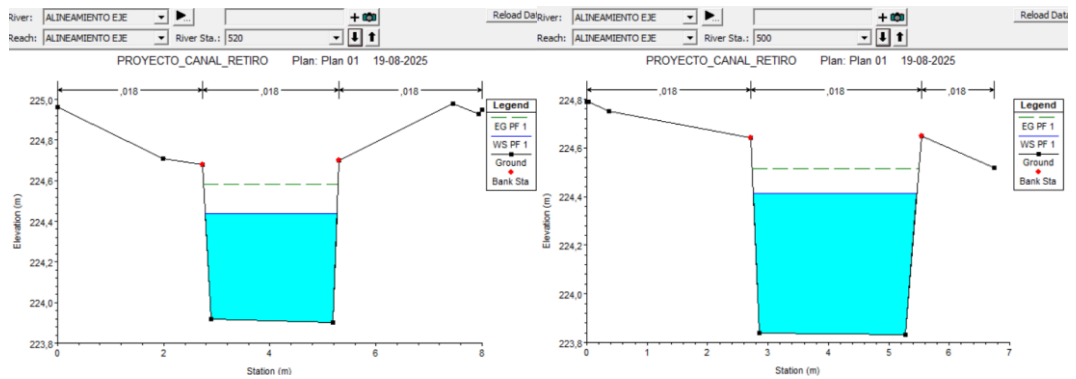 River: ALINEAMIENTO EJE
Reload Data
Reach: ALINEAMIENTO EJE River Sta.: 520
PROYECTO_CANAL_RETIRO Plan: Plan 01 19-08-2025
,018 ,018 ,018
Legend
EG PF 1
WS PF 1
Ground
Bank Sta
225,0
224,8
224,6
224,4
224,2
224,0
223,8
Elevation (m)
0 2 4 6 8
Station (m)
River: ALINEAMIENTO EJE
Reload Data
Reach: ALINEAMIENTO EJE River Sta.: 500
PROYECTO_CANAL_RETIRO Plan: Plan 01 19-08-2025
,018 ,018 ,018
Legend
EG PF 1
WS PF 1
Ground
Bank Sta
224,8
224,6
224,4
224,2
224,0
223,8
Elevation (m)
0 1 2 3 4 5 6 7
Station (m)